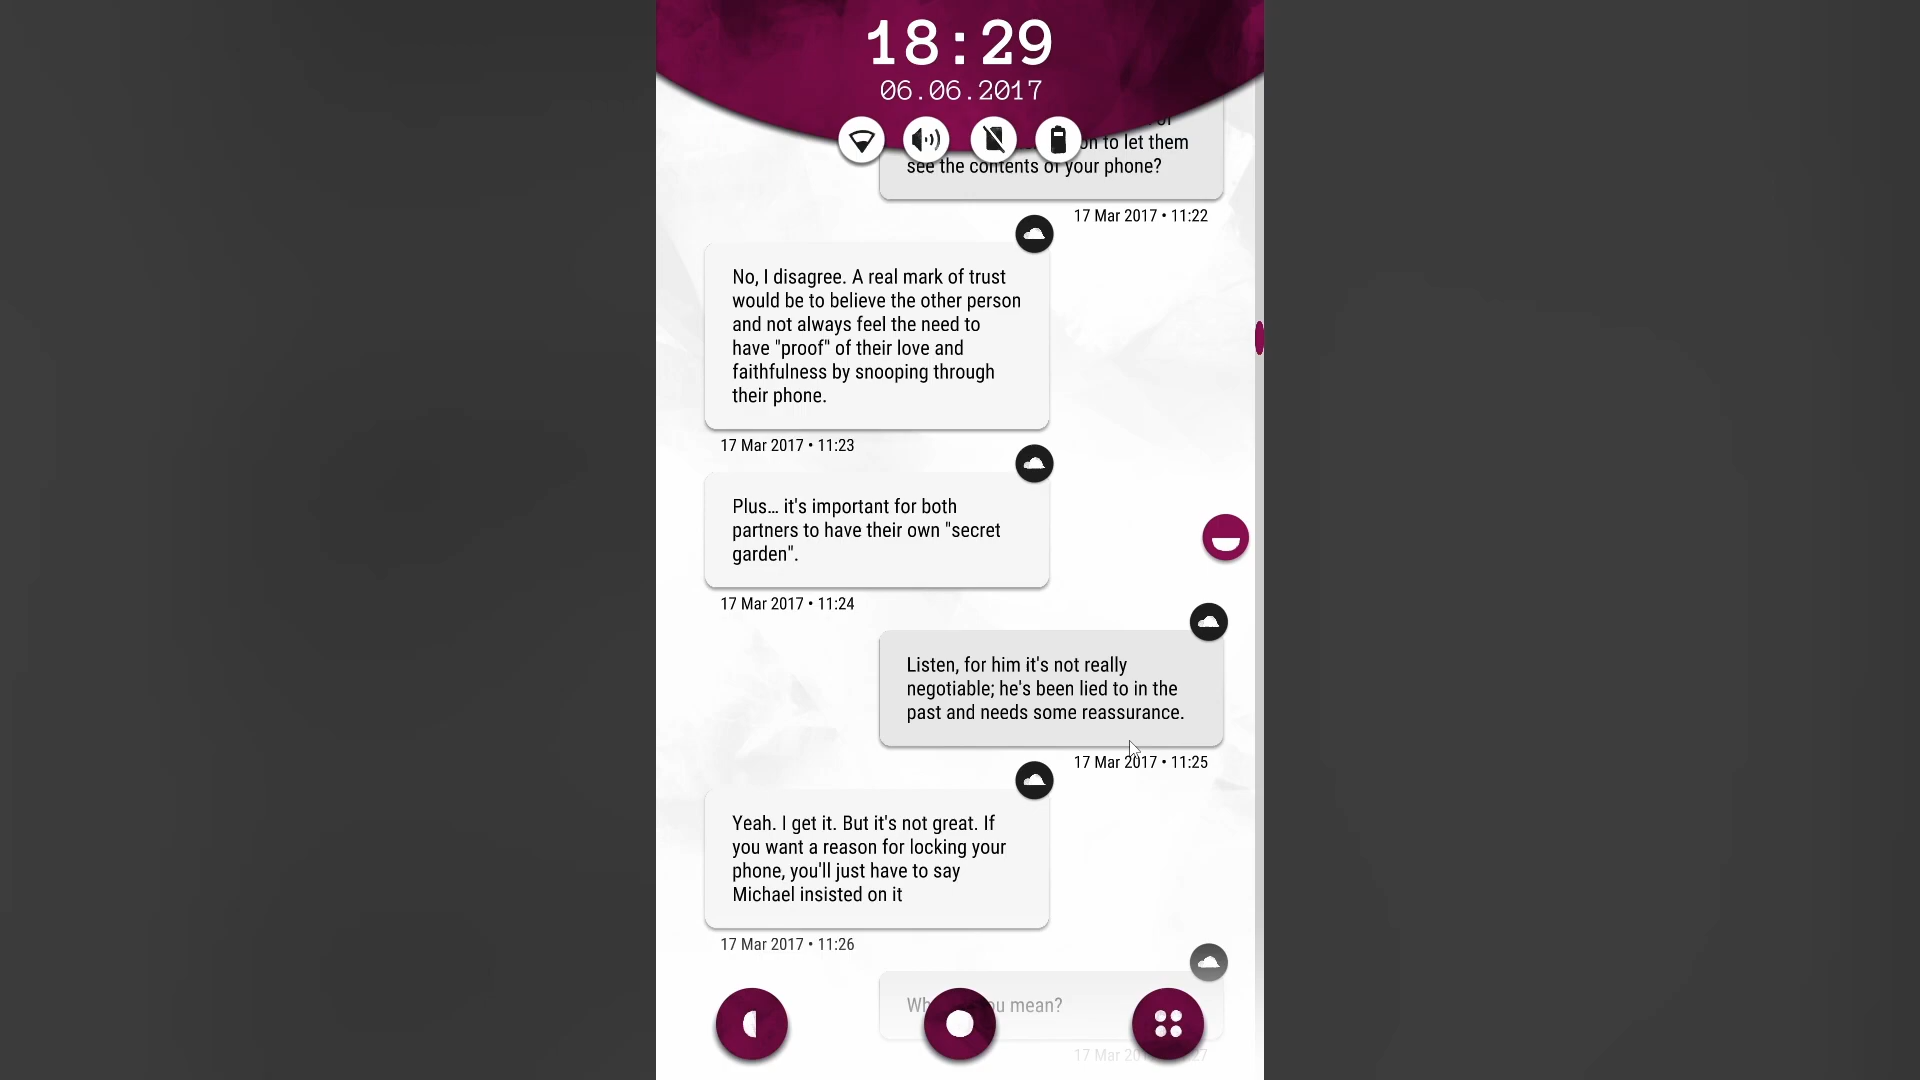 18:29
06.06.2017
on to let them
see the contents of your phone?
17 Mar 2017 • 11:22
No, I disagree. A real mark of trust
would be to believe the other person
and not always feel the need to
have "proof" of their love and
faithfulness by snooping through
their phone.
17 Mar 2017 • 11:23
Plus… it's important for both
partners to have their own "secret
garden".
17 Mar 2017 • 11:24
Listen, for him it's not really
negotiable; he's been lied to in the
past and needs some reassurance.
17 Mar 2017 • 11:25
Yeah. I get it. But it's not great. If
you want a reason for locking your
phone, you'll just have to say
Michael insisted on it
17 Mar 2017 • 11:26
mean?
17 Mar